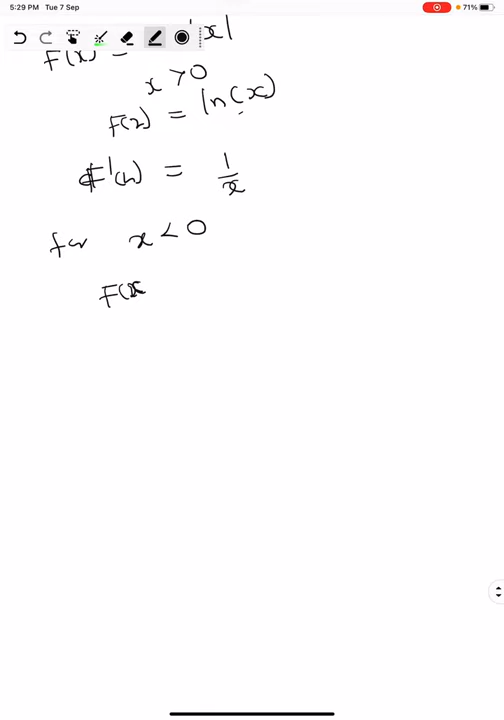 5:29 PM Tue 7 Sep 71%
F(x) = |x|
x > 0
F(x) = ln(x)
F'(x) = 1/x
for x < 0
F(x